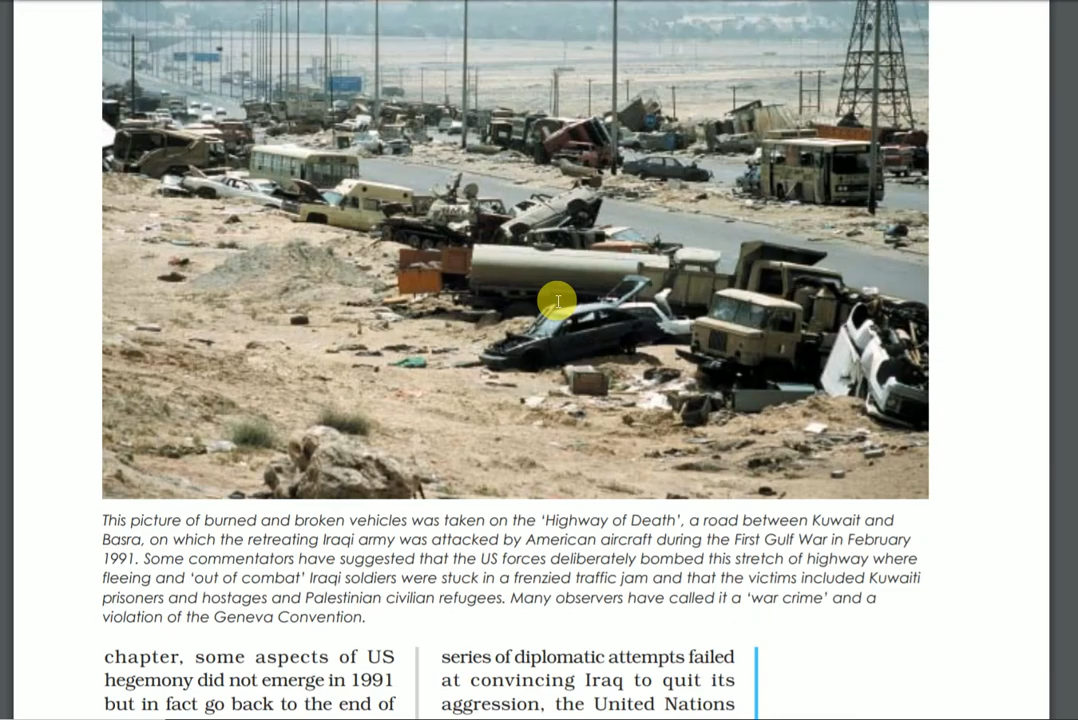 This picture of burned and broken vehicles was taken on the ‘Highway of Death’, a road between Kuwait and
Basra, on which the retreating Iraqi army was attacked by American aircraft during the First Gulf War in February
1991. Some commentators have suggested that the US forces deliberately bombed this stretch of highway where
fleeing and ‘out of combat’ Iraqi soldiers were stuck in a frenzied traffic jam and that the victims included Kuwaiti
prisoners and hostages and Palestinian civilian refugees. Many observers have called it a ‘war crime’ and a
violation of the Geneva Convention.
chapter, some aspects of US
hegemony did not emerge in 1991
but in fact go back to the end of
series of diplomatic attempts failed
at convincing Iraq to quit its
aggression, the United Nations